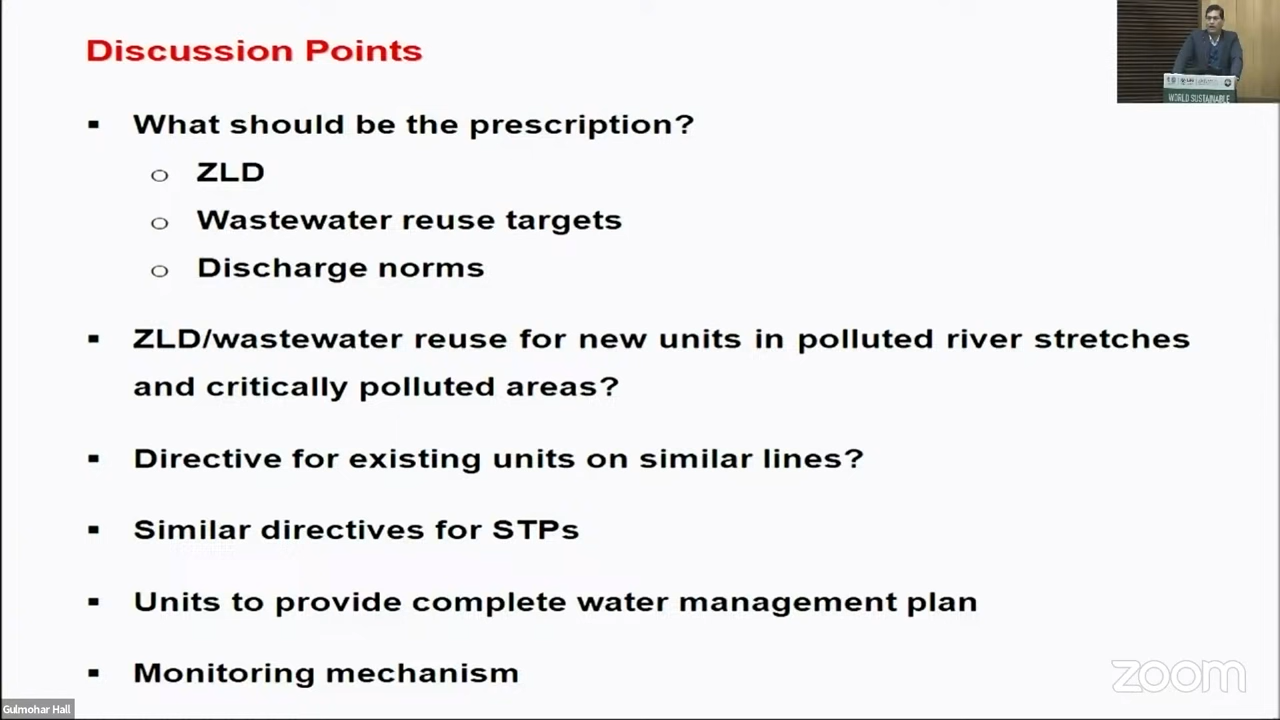 Discussion Points
▪ What should be the prescription?
o ZLD
o Wastewater reuse targets
o Discharge norms
▪ ZLD/wastewater reuse for new units in polluted river stretches
and critically polluted areas?
▪ Directive for existing units on similar lines?
▪ Similar directives for STPs
▪ Units to provide complete water management plan
▪ Monitoring mechanism
WORLD SUSTAINABLE
zoom
Gulmohar Hall